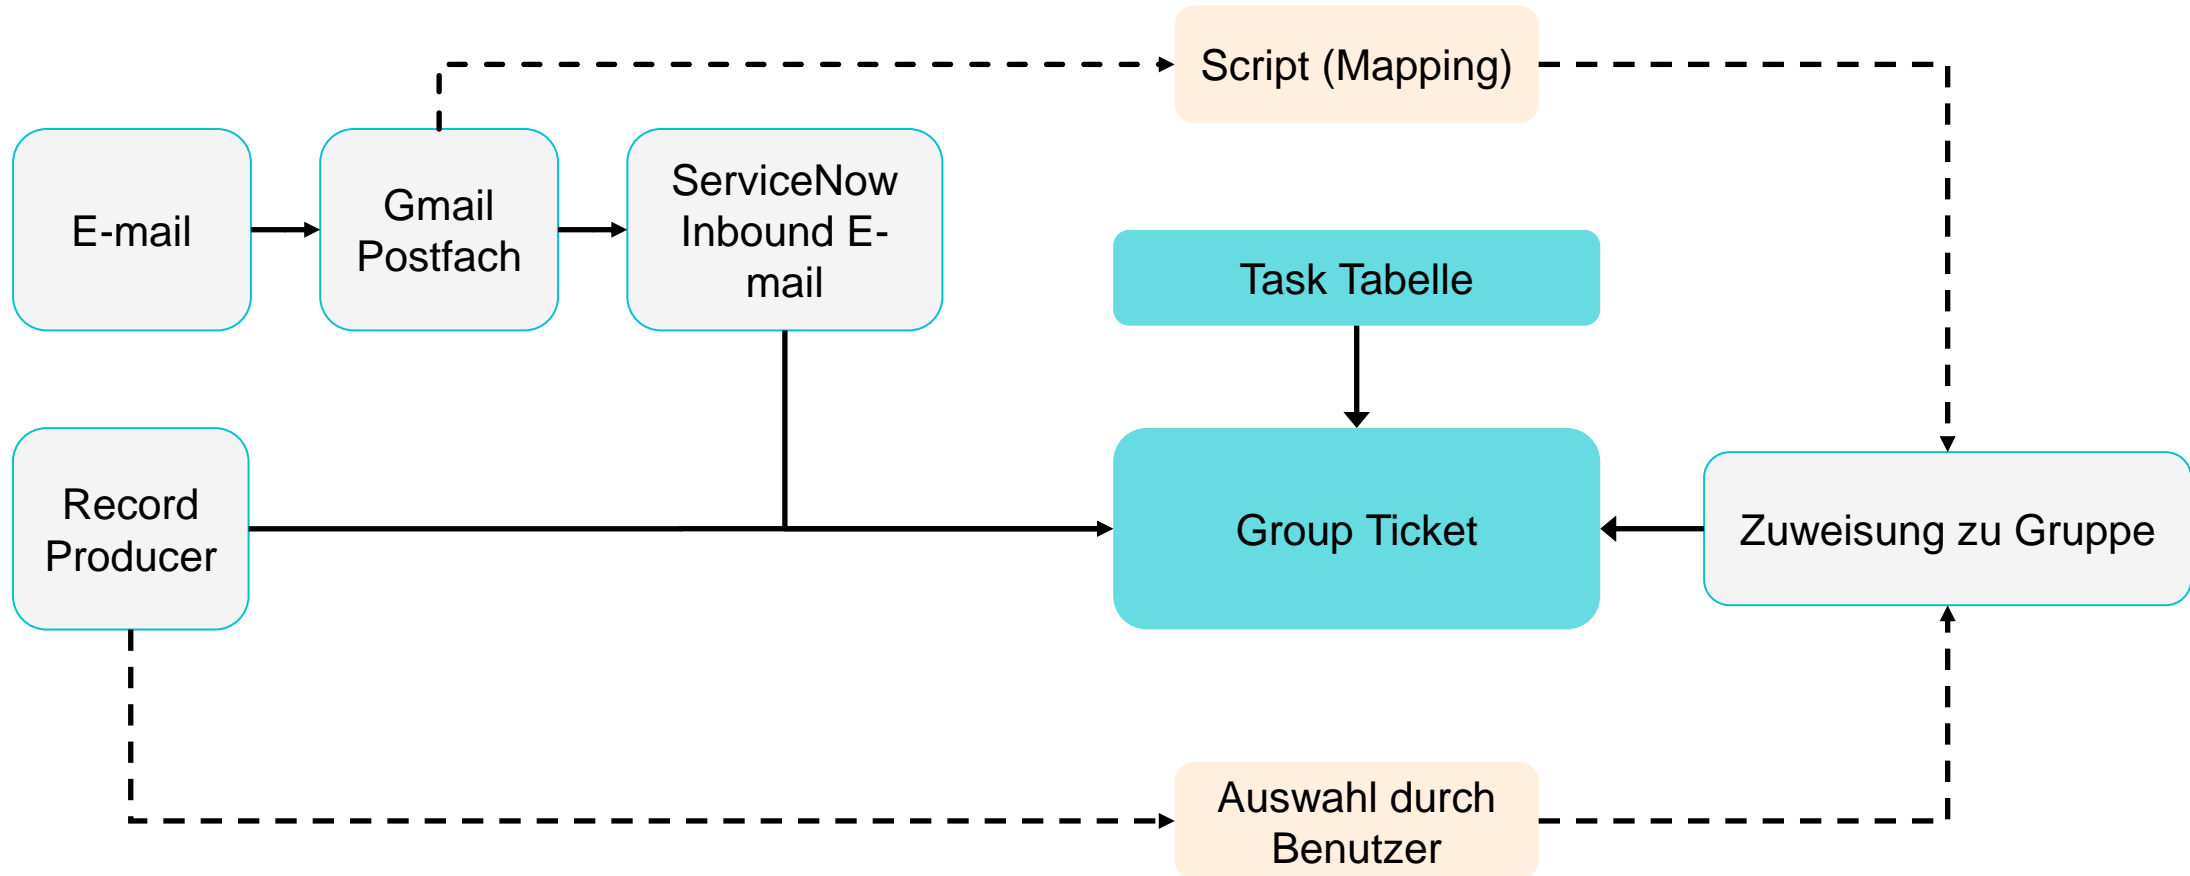 Script (Mapping)
E-mail
Gmail
Postfach
ServiceNow
Inbound E-
mail
Task Tabelle
Record
Producer
Group Ticket
Zuweisung zu Gruppe
Auswahl durch
Benutzer